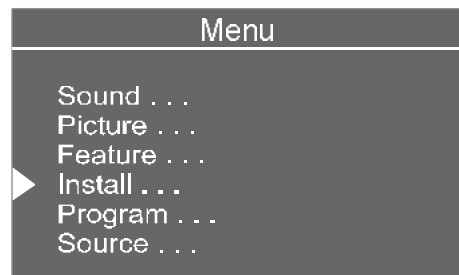 Menu
Sound . . .
Picture . . .
Feature . . .
Install . . .
Program . . .
Source . . .